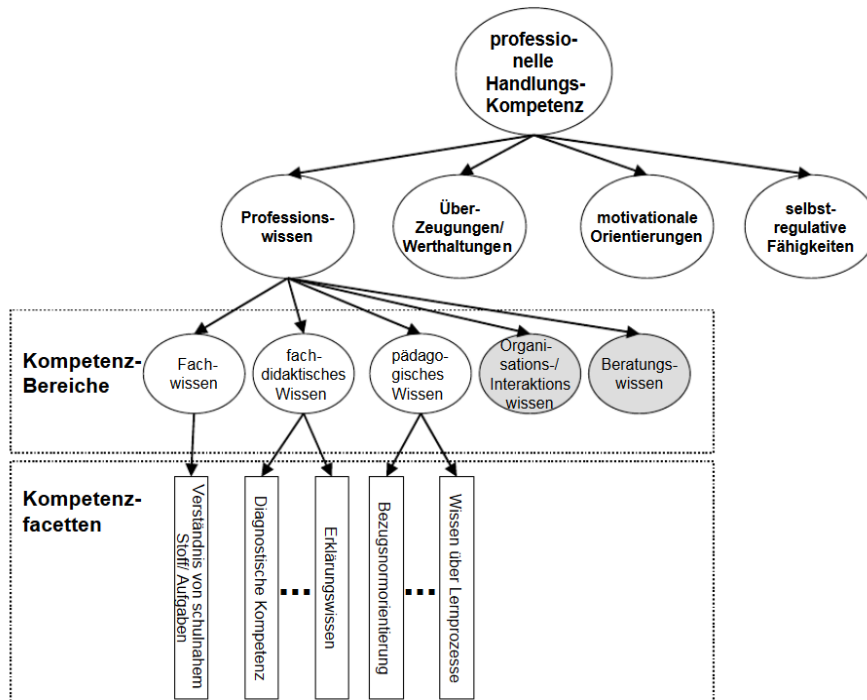 professio-
nelle
Handlungs-
Kompetenz
Professions-
wissen
Über-
Zeugungen/
Werthaltungen
motivationale
Orientierungen
selbst-
regulative
Fähigkeiten
Kompetenz-
Bereiche
Fach-
wissen
fach-
didaktisches
Wissen
pädago-
gisches
Wissen
Organi-
sations-/
Interaktions
wissen
Beratungs-
wissen
Kompetenz-
facetten
Verständnis von schulnahem
Stoff/ Aufgaben
Diagnostische Kompetenz
...
Erklärungswissen
Bezugsnormorientierung
...
Wissen über Lernprozesse